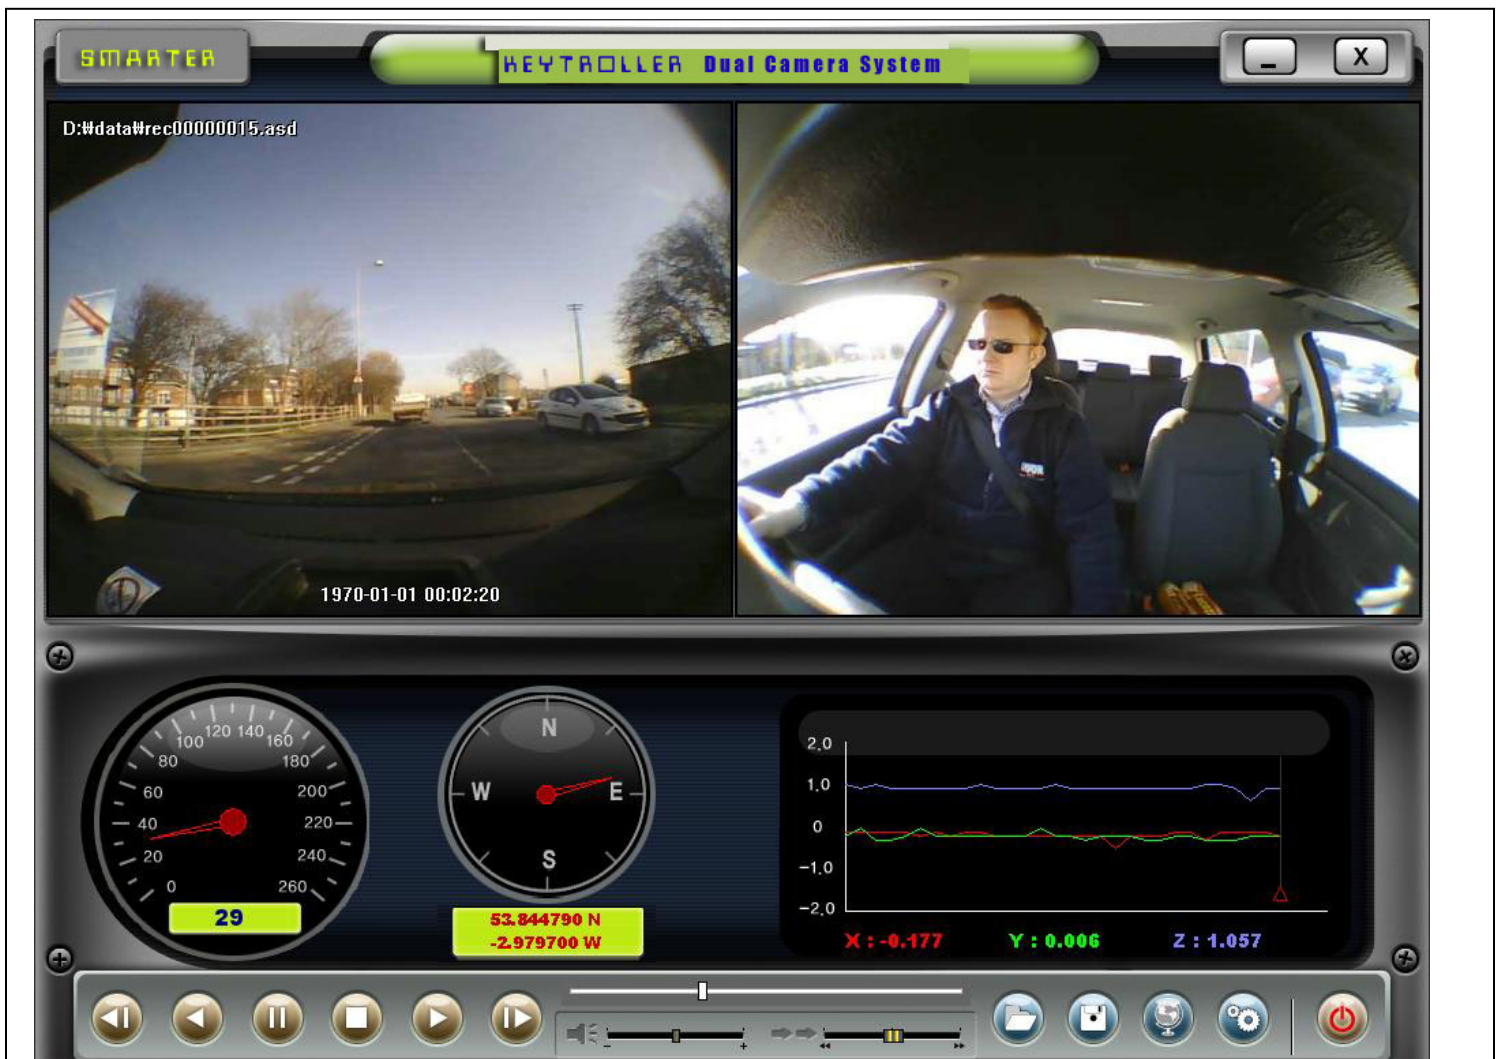 SMARTER
KEYTROLLER Dual Camera System
_ X
D:₩data₩rec00000015.asd
1970-01-01 00:02:20
0 20 40 60 80 100 120 140 160 180 200 220 240 260
29
N
W E
S
53.844790 N
-2.979700 W
2.0
1.0
0
-1.0
-2.0
X : -0.177 Y : 0.006 Z : 1.057
- +